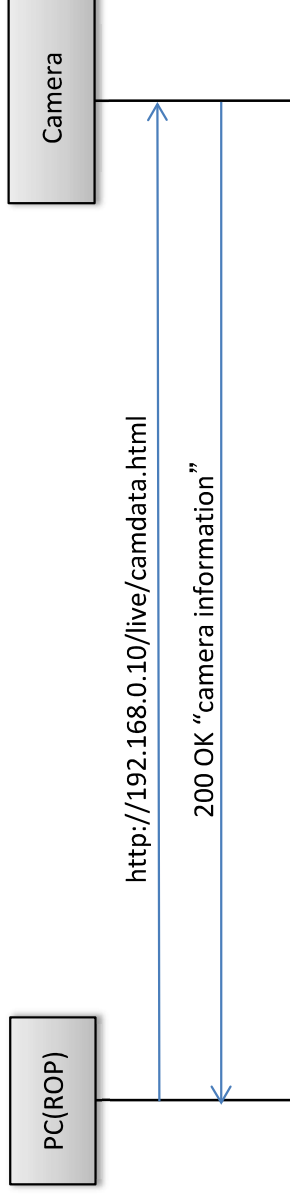 PC(ROP)
Camera
http://192.168.0.10/live/camdata.html
200 OK “camera information”